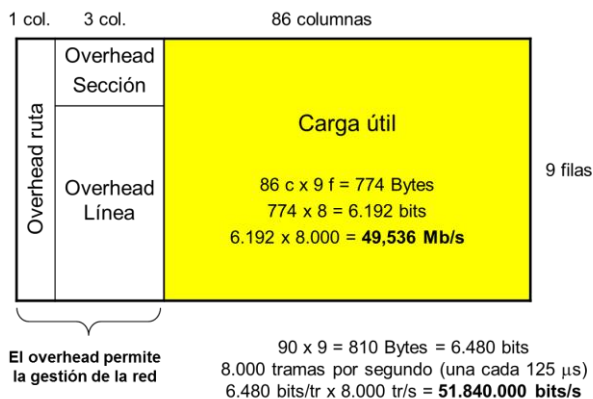 1 col.
3 col.
86 columnas
Overhead ruta
Overhead
Sección
Overhead
Línea
Carga útil
86 c x 9 f = 774 Bytes
774 x 8 = 6.192 bits
6.192 x 8.000 = 49,536 Mb/s
9 filas
El overhead permite
la gestión de la red
90 x 9 = 810 Bytes = 6.480 bits
8.000 tramas por segundo (una cada 125 μs)
6.480 bits/tr x 8.000 tr/s = 51.840.000 bits/s